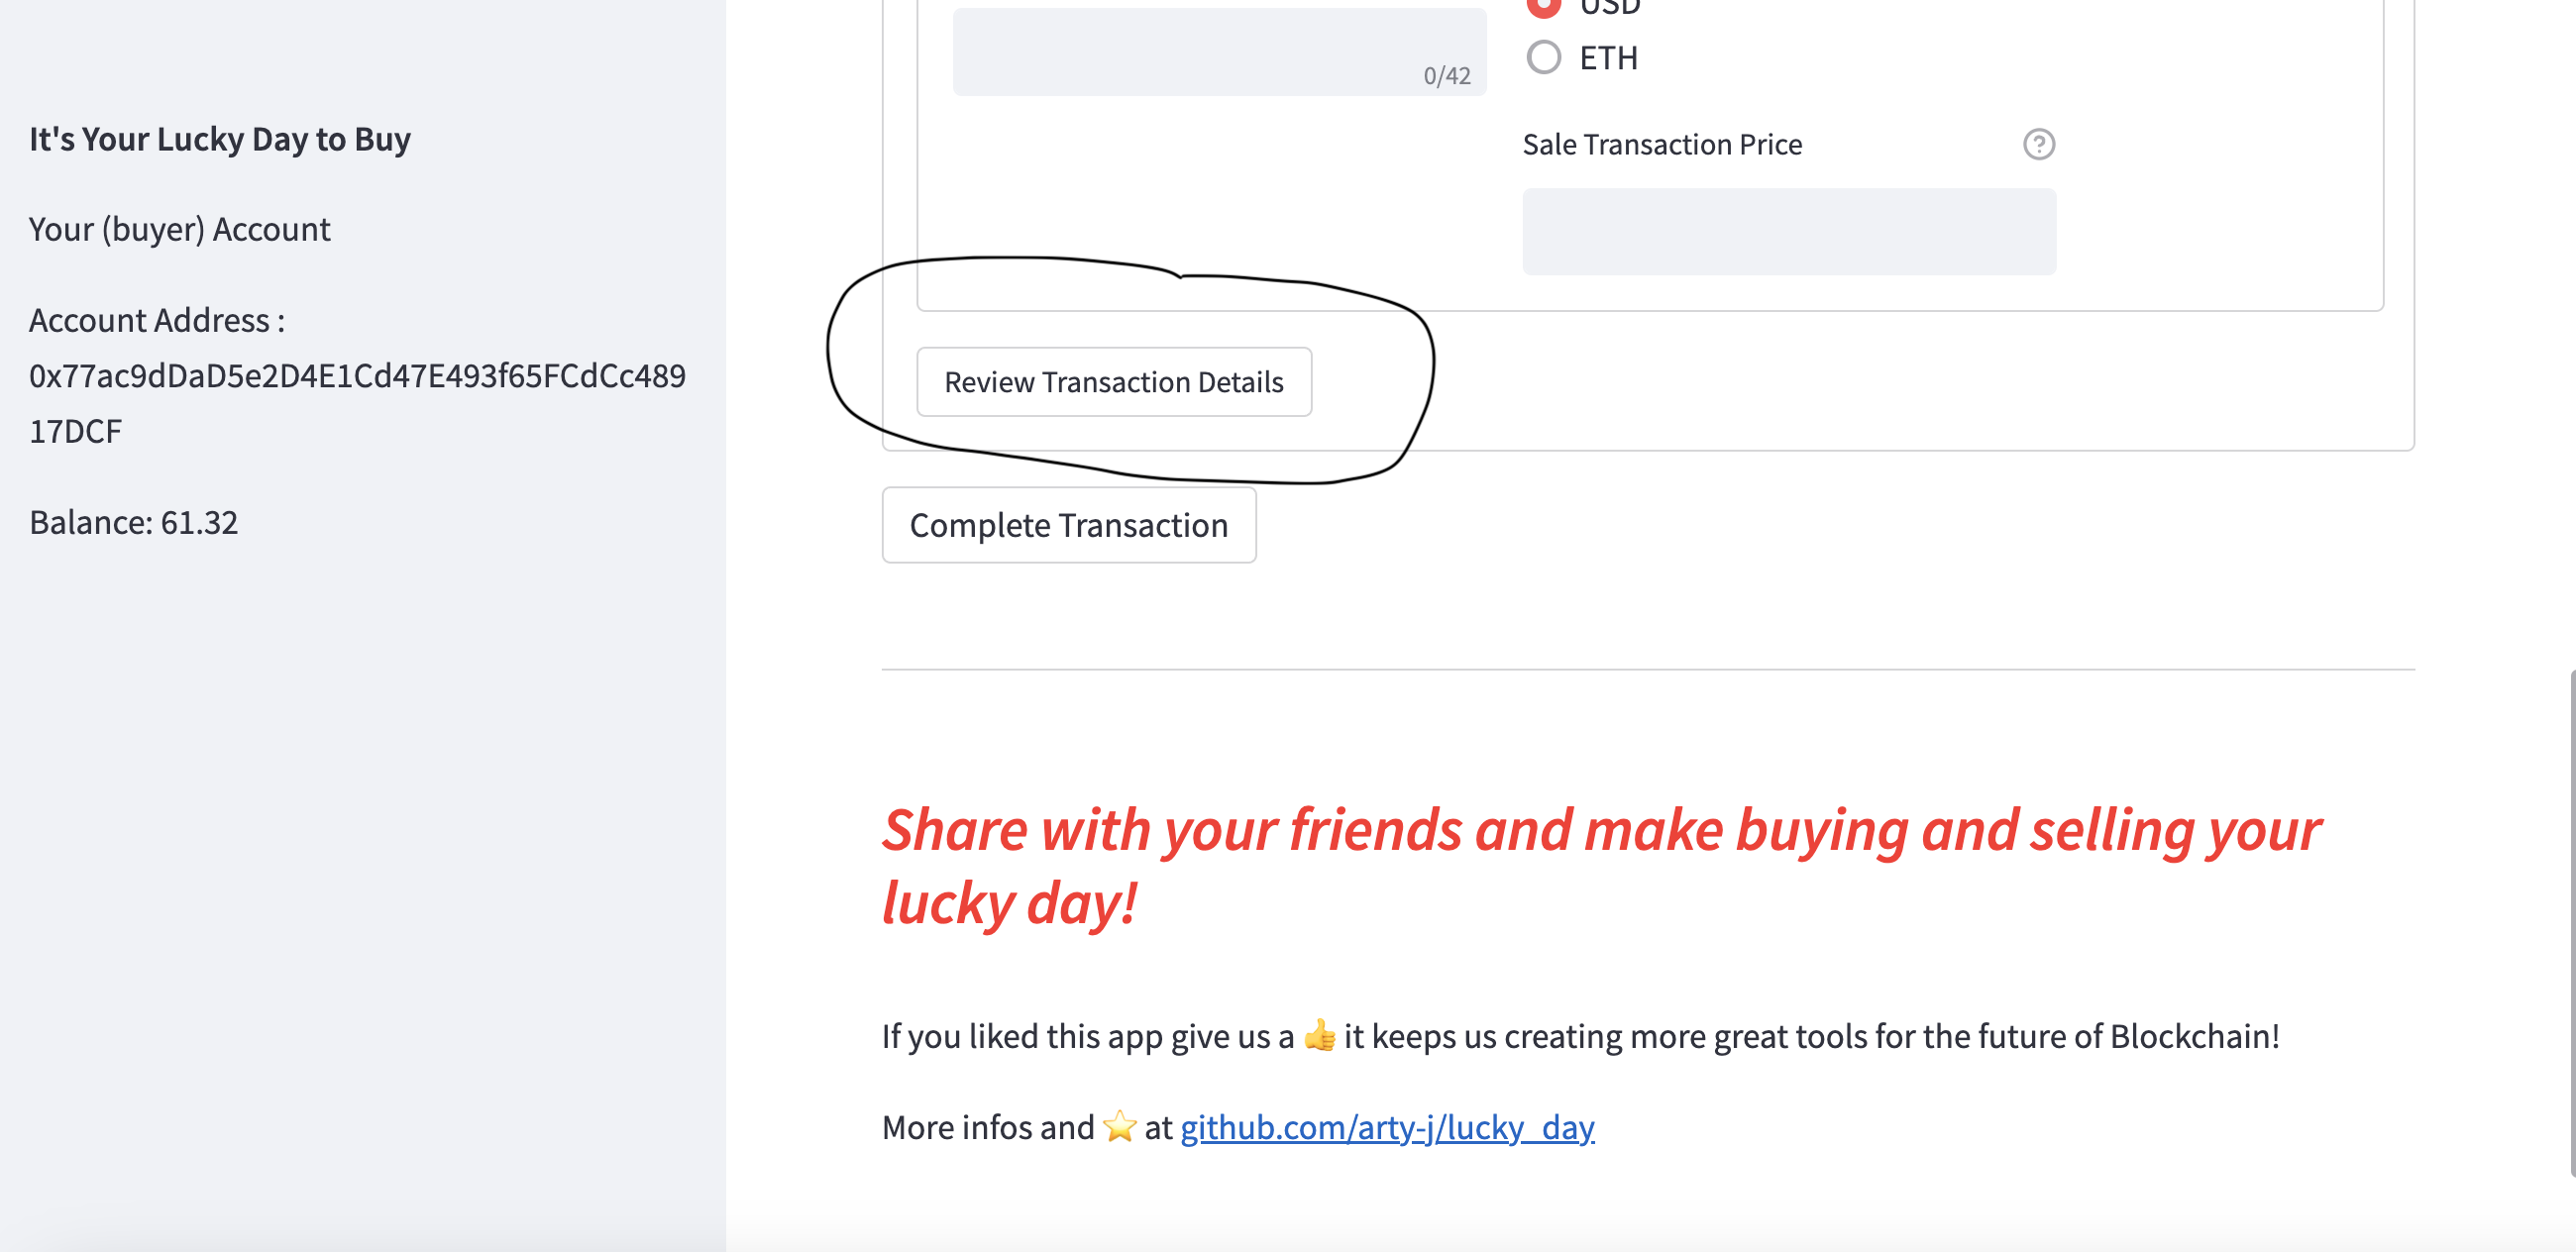 It's Your Lucky Day to Buy
Your (buyer) Account
Account Address :
0x77ac9dDaD5e2D4E1Cd47E493f65FCdCc489
17DCF
Balance: 61.32
USD
ETH
0/42
Sale Transaction Price
Review Transaction Details
Complete Transaction
Share with your friends and make buying and selling your
lucky day!
If you liked this app give us a 👍 it keeps us creating more great tools for the future of Blockchain!
More infos and ⭐ at github.com/arty-j/lucky_day